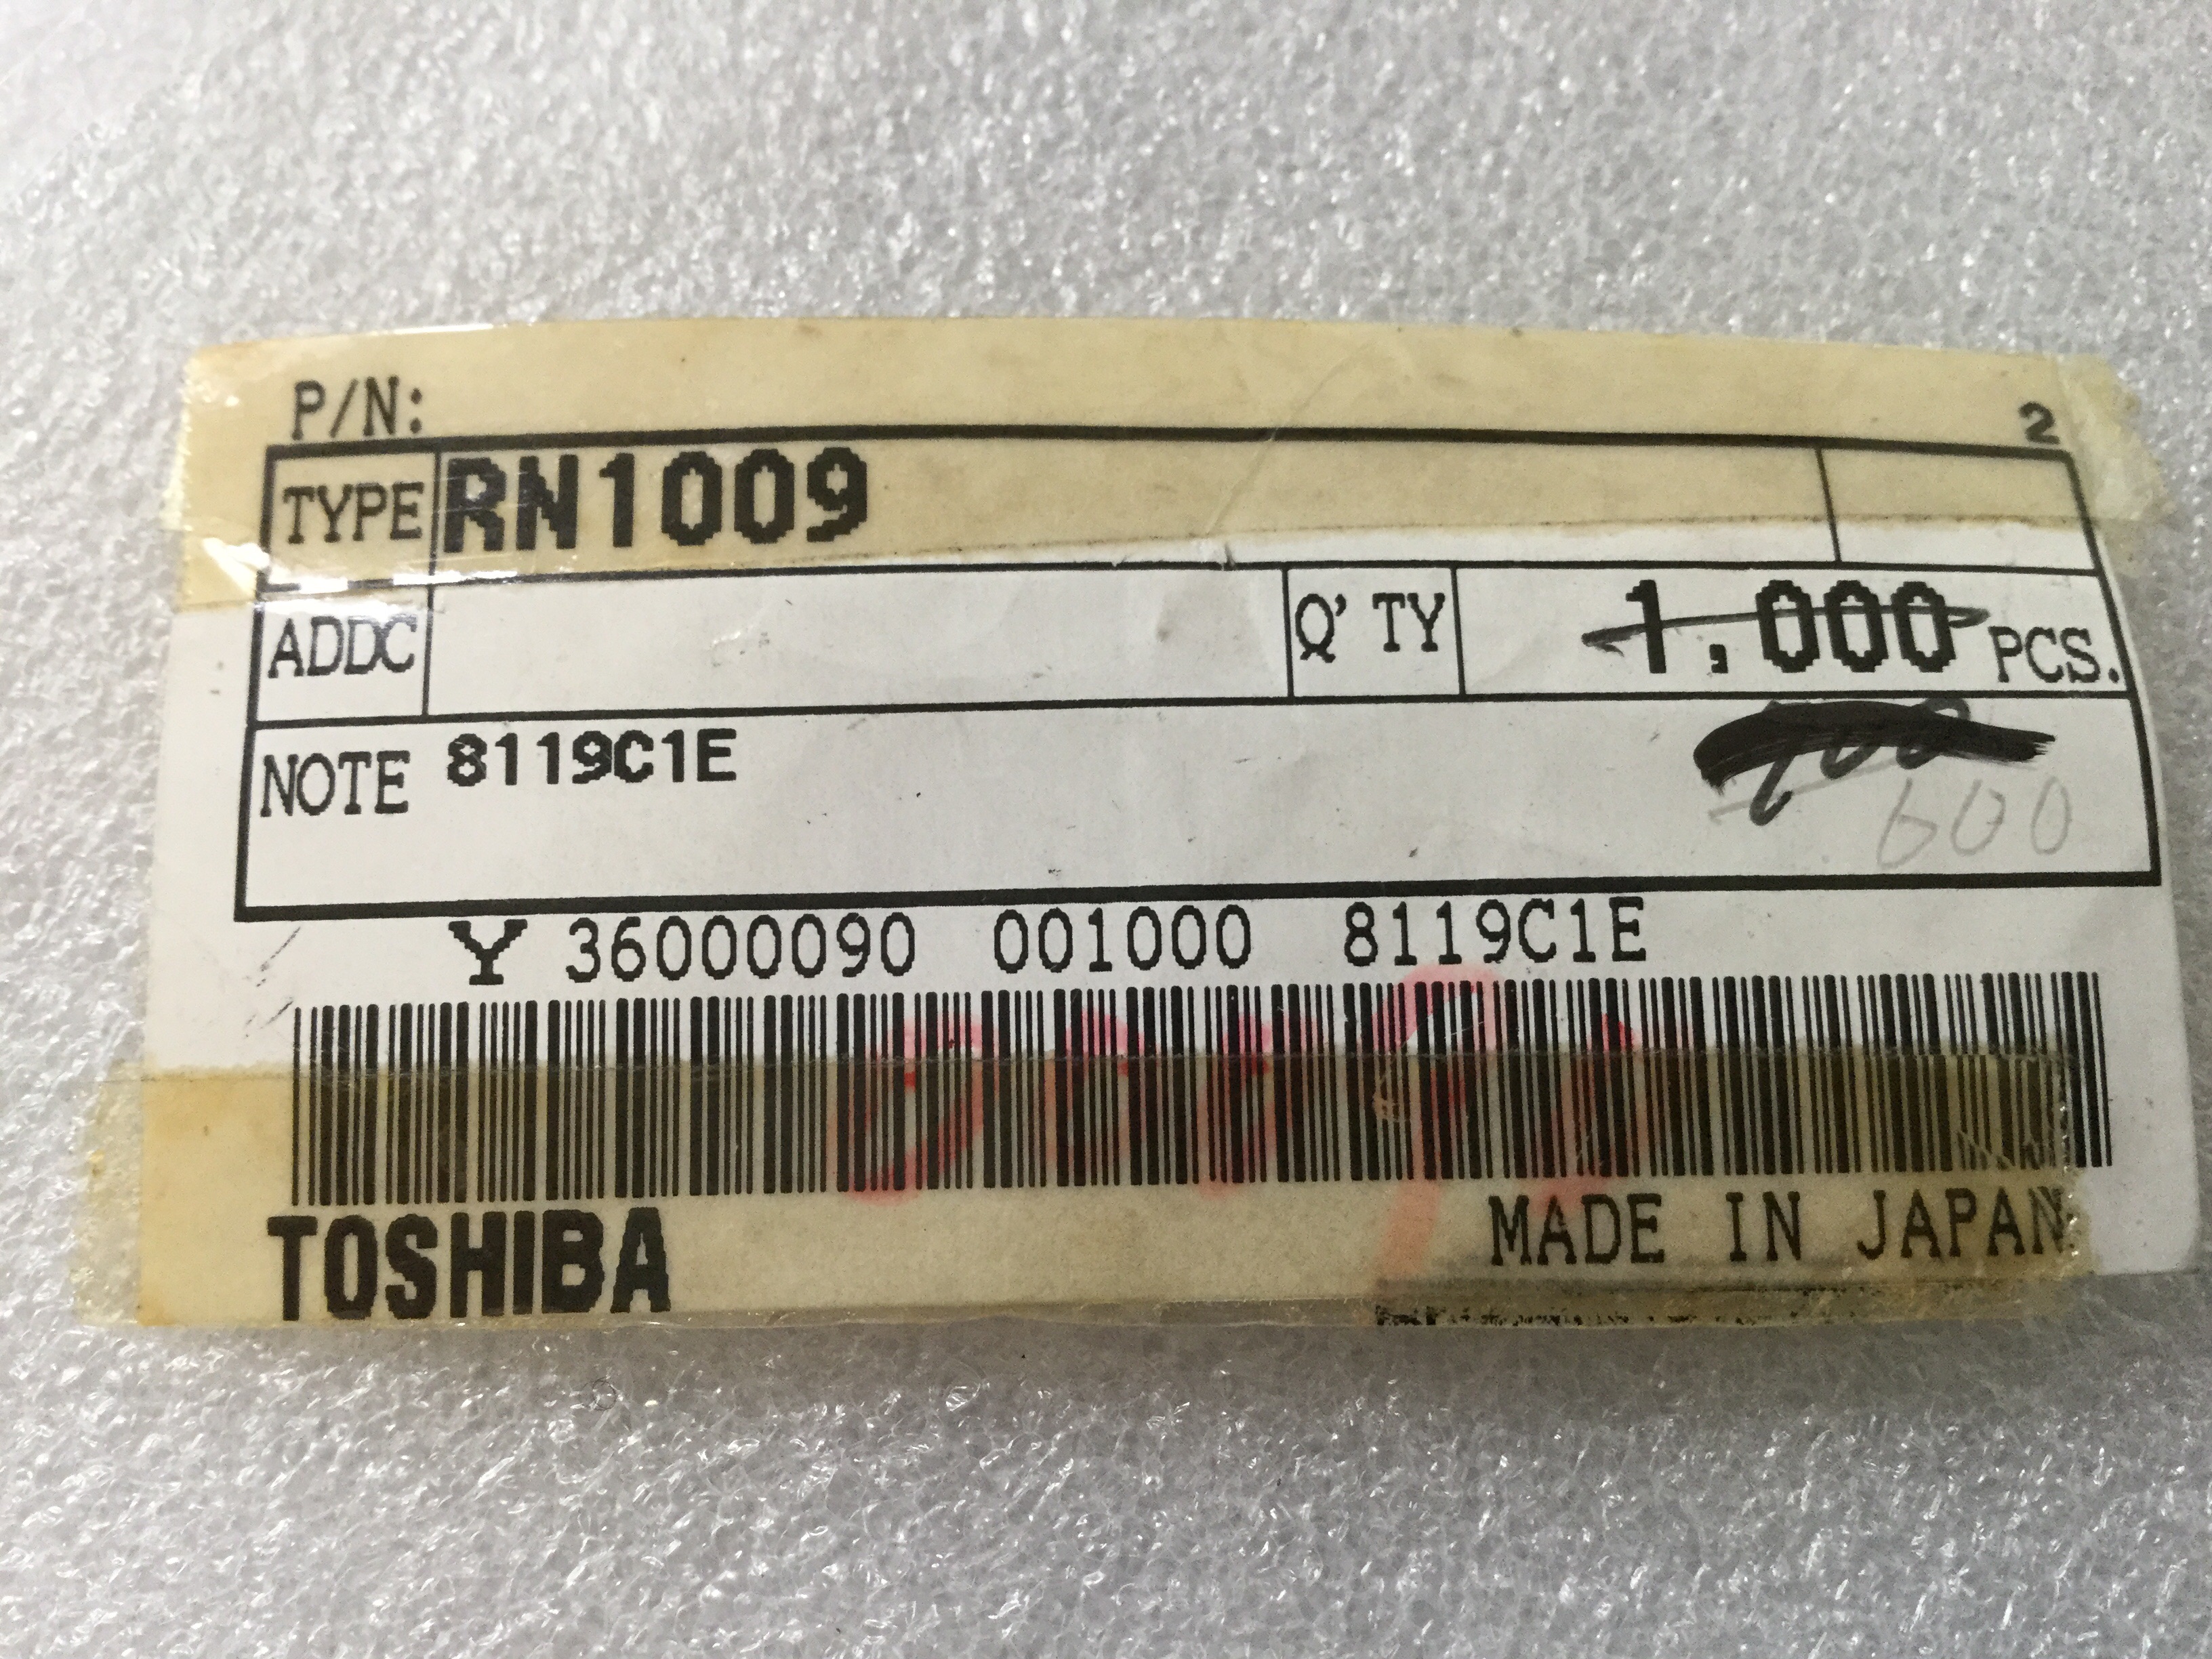 P/N:
2
TYPE RN1009
ADDC Q'TY 1,000 PCS.
NOTE 8119C1E
600
Y 36000090 001000 8119C1E
TOSHIBA MADE IN JAPAN